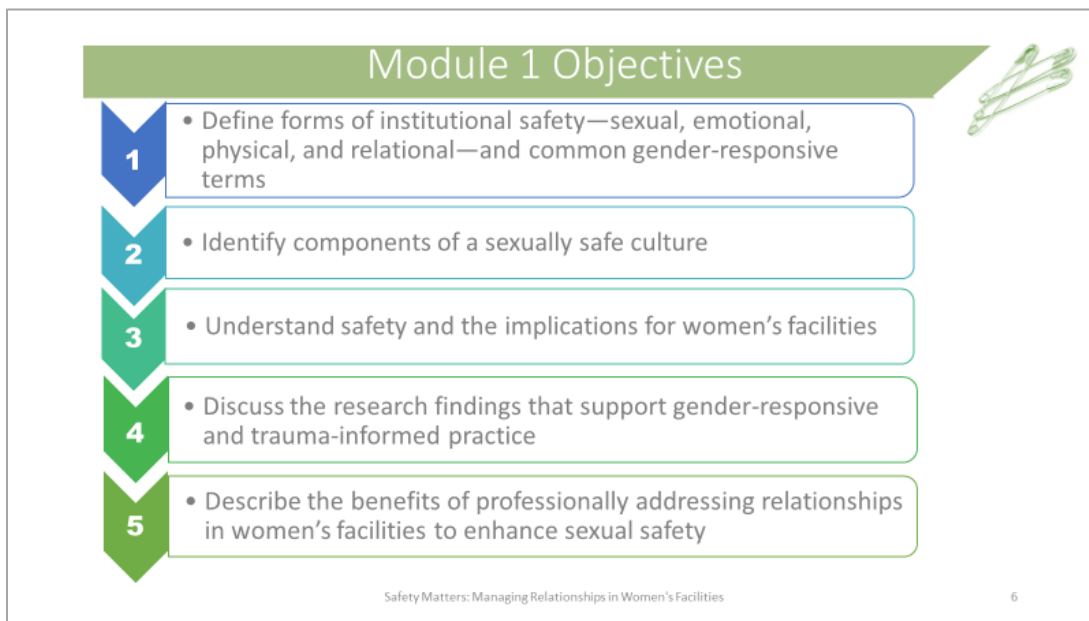 Module 1 Objectives
1
• Define forms of institutional safety—sexual, emotional,
physical, and relational—and common gender-responsive
terms
2
• Identify components of a sexually safe culture
3
• Understand safety and the implications for women’s facilities
4
• Discuss the research findings that support gender-responsive
and trauma-informed practice
5
• Describe the benefits of professionally addressing relationships
in women’s facilities to enhance sexual safety
Safety Matters: Managing Relationships in Women's Facilities
6